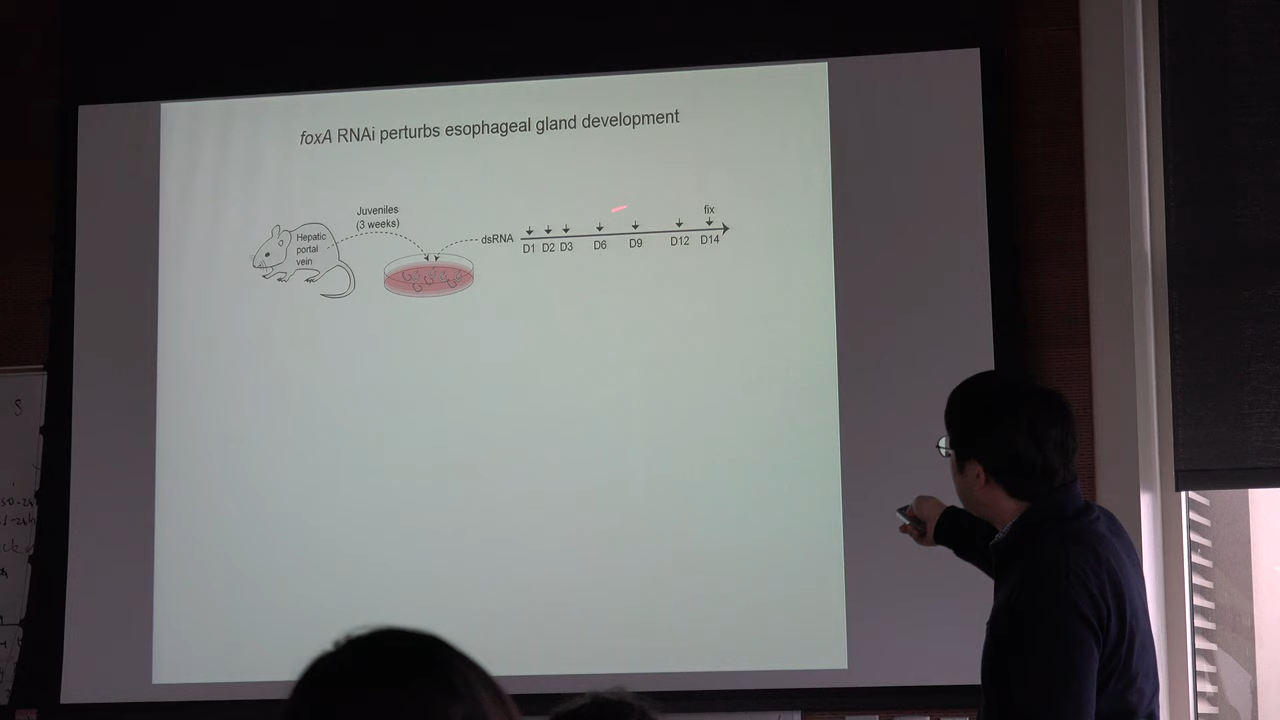 foxA RNAi perturbs esophageal gland development
Juveniles
(3 weeks)
Hepatic
portal
vein
dsRNA
fix
D1 D2 D3 D6 D9 D12 D14
S